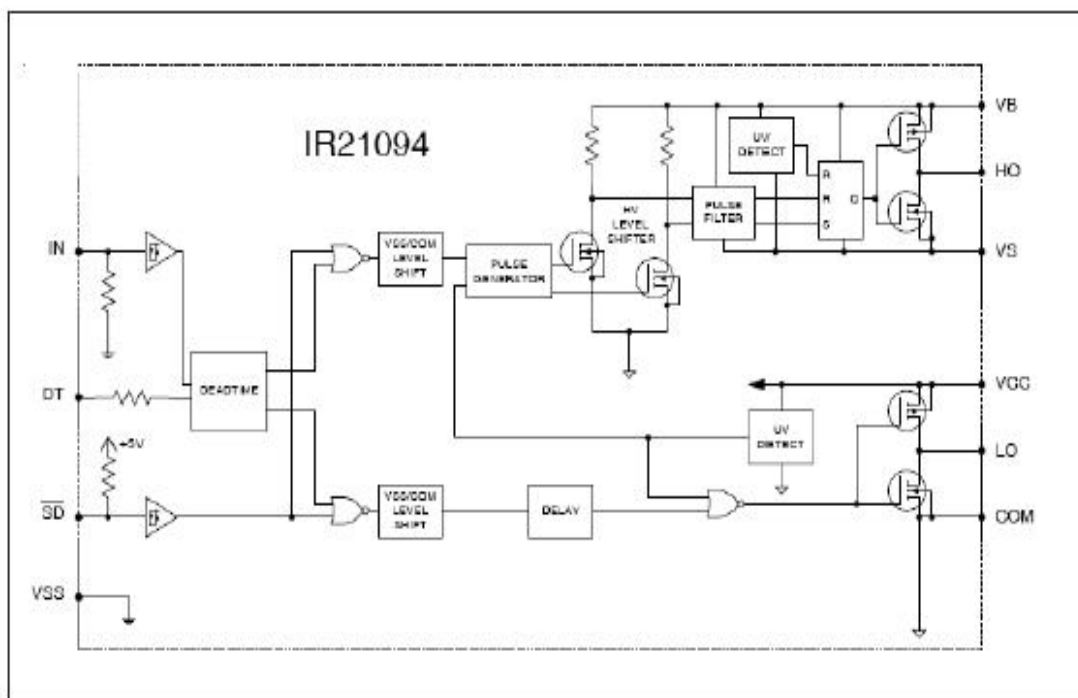 IR21094
VB
UV
DETECT
HO
R
R
Q
S
PULSE
FILTER
HV
LEVEL
SHIFTER
VS
IN
VSS/COM
LEVEL
SHIFT
PULSE
GENERATOR
DEADTIME
DT
VCC
+5V
UV
DETECT
LO
SD
VSS/COM
LEVEL
SHIFT
DELAY
COM
VSS